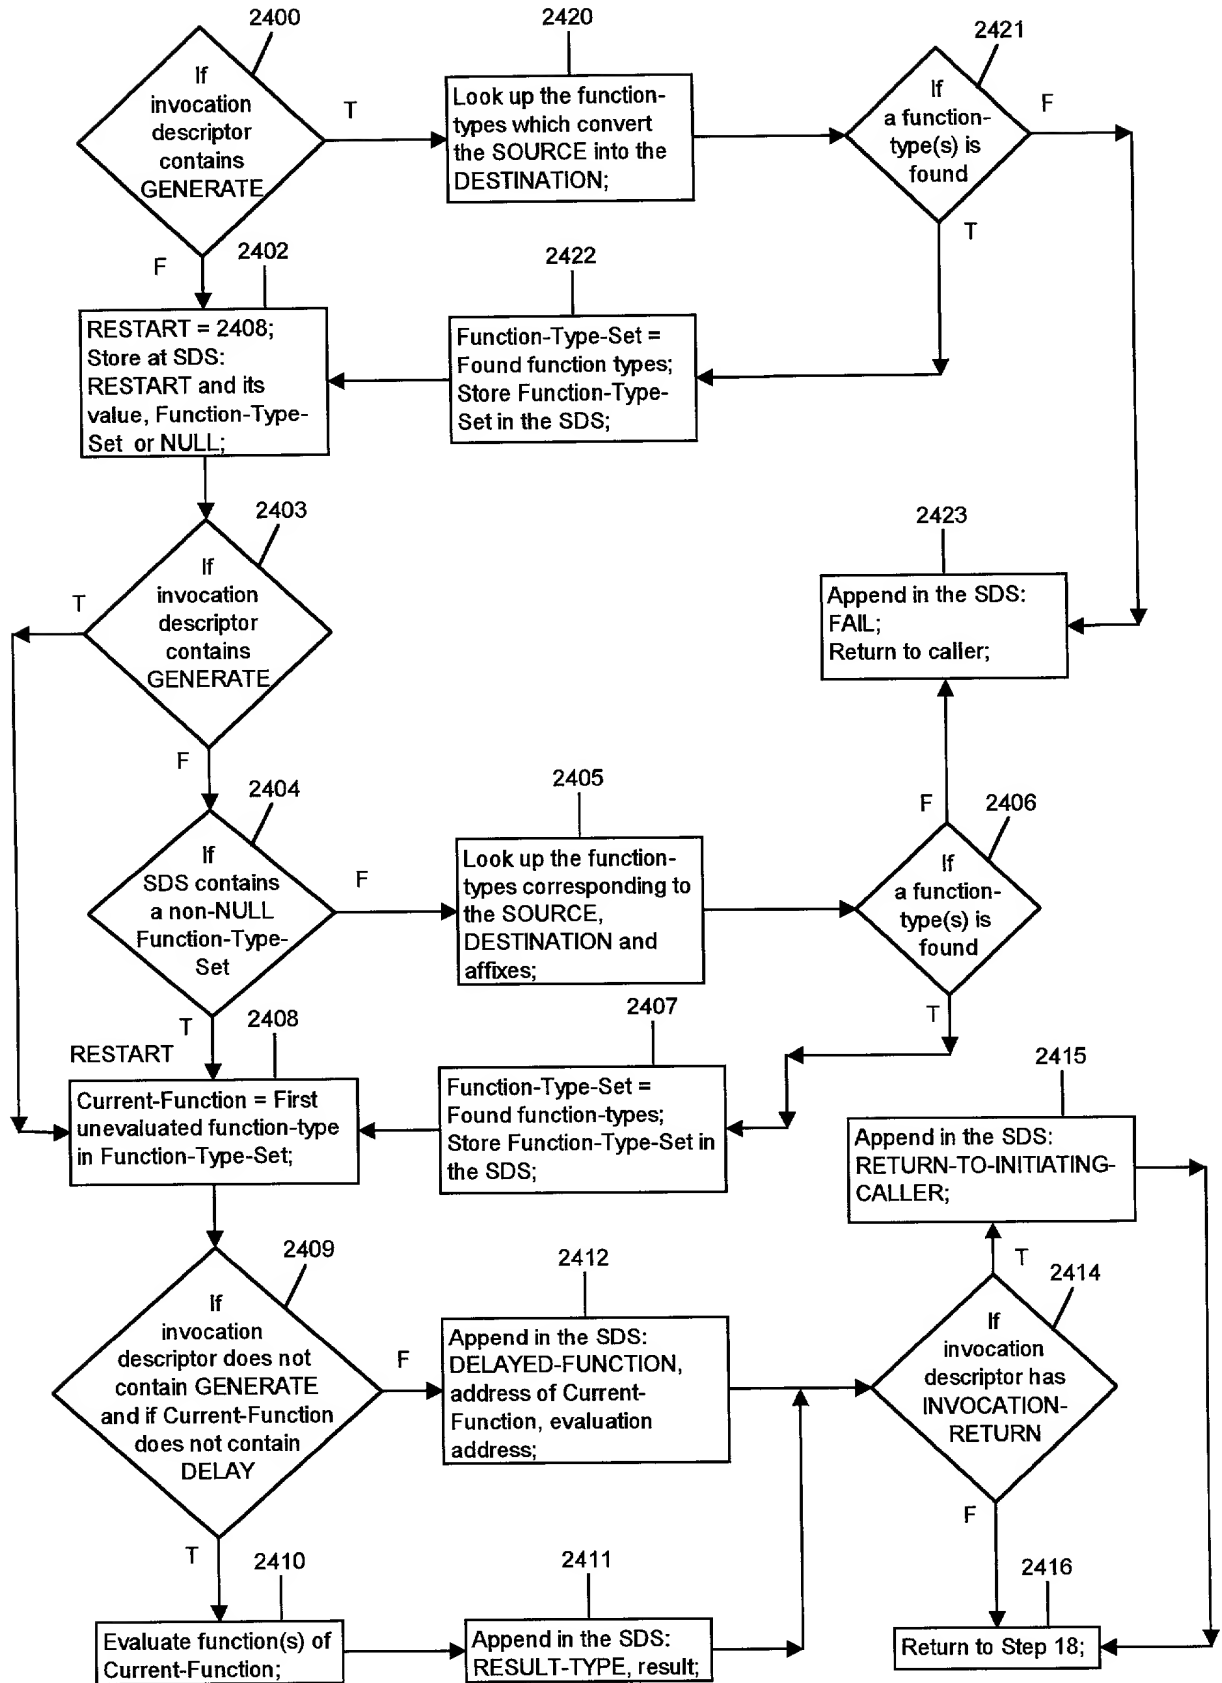 2400
If
invocation
descriptor
contains
GENERATE
T
F
2420
Look up the function-
types which convert
the SOURCE into the
DESTINATION;
2421
If
a function-
type(s) is
found
F
T
2402
RESTART = 2408;
Store at SDS:
RESTART and its
value, Function-Type-
Set or NULL;
2422
Function-Type-Set =
Found function types;
Store Function-Type-
Set in the SDS;
2403
If
invocation
descriptor
contains
GENERATE
T
F
2423
Append in the SDS:
FAIL;
Return to caller;
2404
If
SDS contains
a non-NULL
Function-Type-
Set
F
T
2405
Look up the function-
types corresponding to
the SOURCE,
DESTINATION and
affixes;
2406
F
If
a function-
type(s) is
found
T
RESTART
2408
Current-Function = First
unevaluated function-type
in Function-Type-Set;
2407
Function-Type-Set =
Found function-types;
Store Function-Type-Set in
the SDS;
2415
Append in the SDS:
RETURN-TO-INITIATING-
CALLER;
2409
If
invocation
descriptor does not
contain GENERATE
and if Current-Function
does not contain
DELAY
F
T
2412
Append in the SDS:
DELAYED-FUNCTION,
address of Current-
Function, evaluation
address;
2414
T
If
invocation
descriptor has
INVOCATION-
RETURN
F
2410
Evaluate function(s) of
Current-Function;
2411
Append in the SDS:
RESULT-TYPE, result;
2416
Return to Step 18;